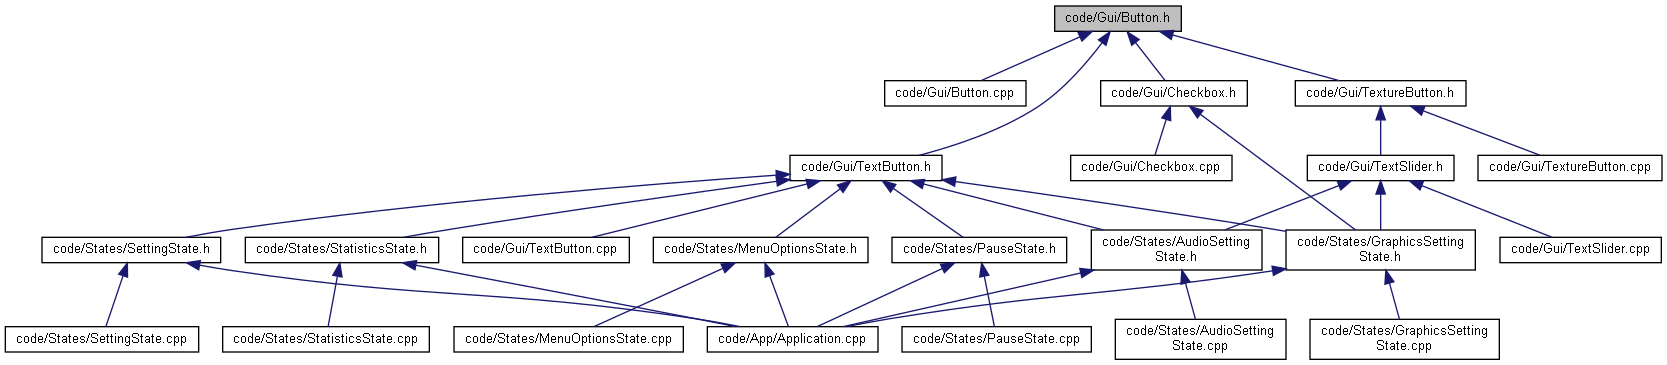 code/Gui/Button.h
code/Gui/Button.cpp
code/Gui/Checkbox.h
code/Gui/TextureButton.h
code/Gui/TextButton.h
code/Gui/Checkbox.cpp
code/Gui/TextSlider.h
code/Gui/TextureButton.cpp
code/States/SettingState.h
code/States/StatisticsState.h
code/Gui/TextButton.cpp
code/States/MenuOptionsState.h
code/States/PauseState.h
code/States/AudioSetting
State.h
code/States/GraphicsSetting
State.h
code/Gui/TextSlider.cpp
code/States/SettingState.cpp
code/States/StatisticsState.cpp
code/States/MenuOptionsState.cpp
code/App/Application.cpp
code/States/PauseState.cpp
code/States/AudioSetting
State.cpp
code/States/GraphicsSetting
State.cpp